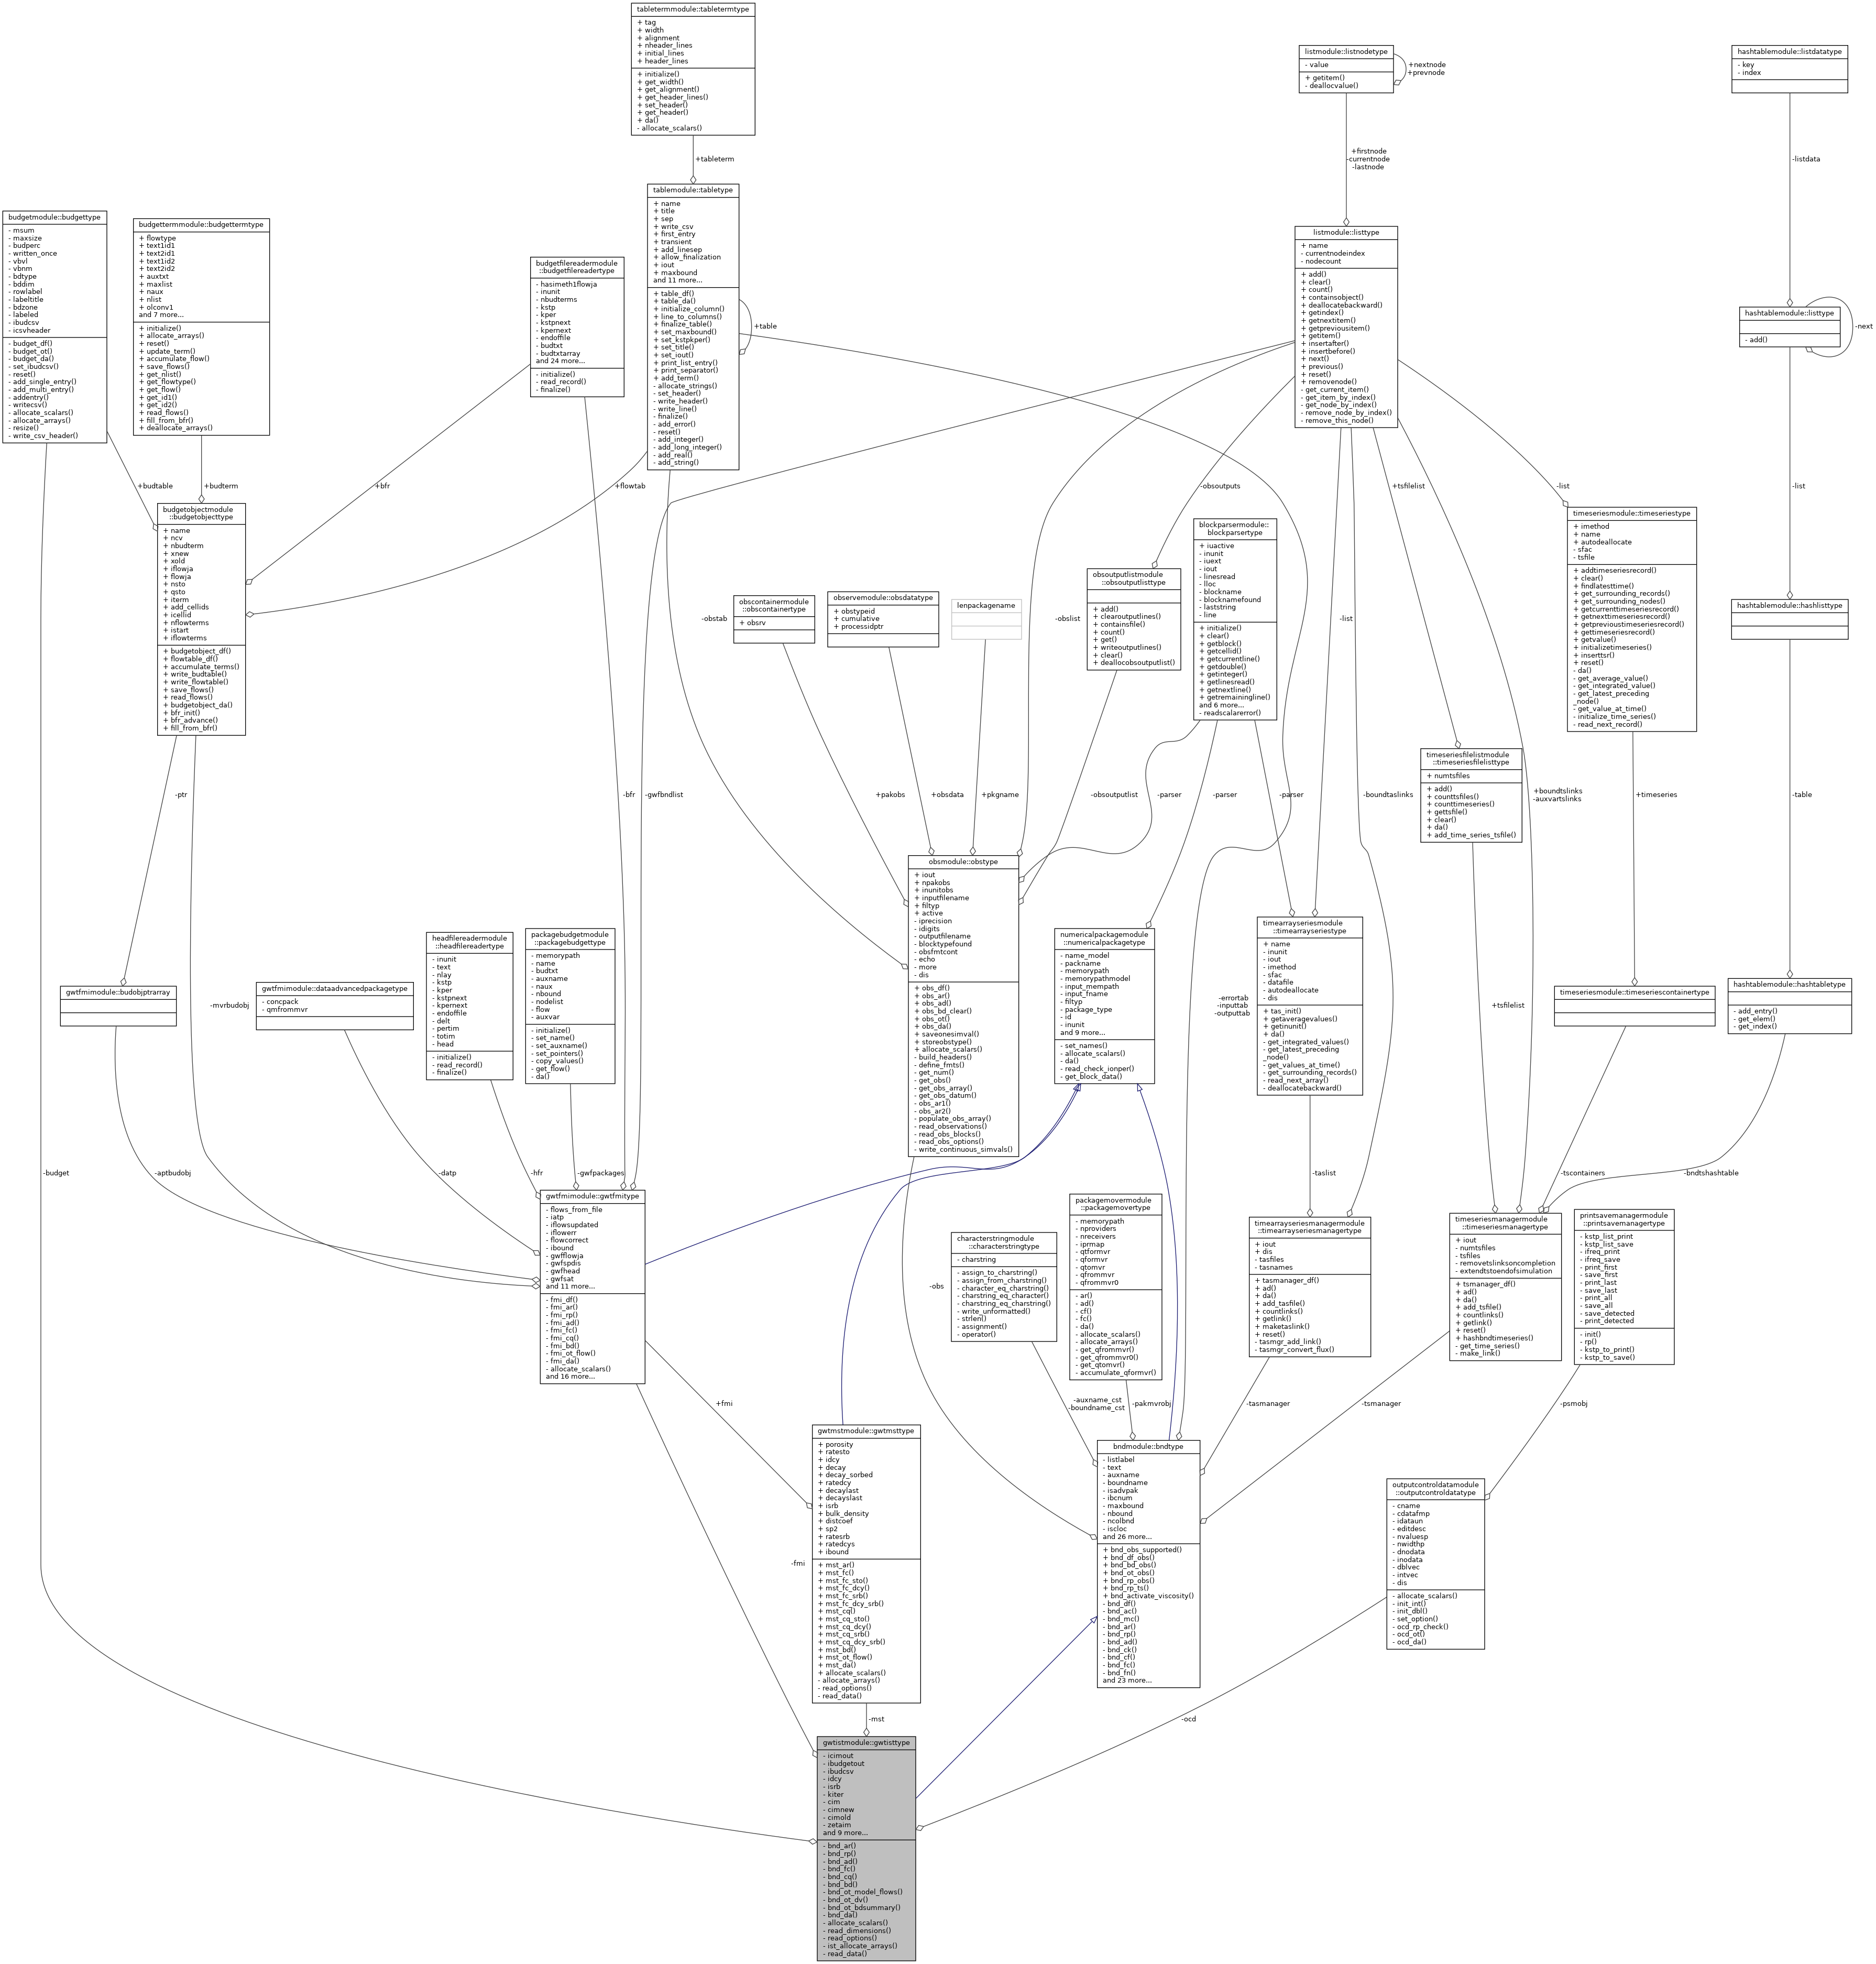 tabletermmodule::tabletermtype
+ tag
+ width
+ alignment
+ nheader_lines
+ initial_lines
+ header_lines
+ initialize()
+ get_width()
+ get_alignment()
+ get_header_lines()
+ set_header()
+ get_header()
+ da()
- allocate_scalars()
listmodule::listnodetype
- value
+ getitem()
- deallocvalue()
+nextnode
+prevnode
hashtablemodule::listdatatype
- key
- index
+tableterm
+firstnode
-currentnode
-lastnode
-listdata
tablemodule::tabletype
+ name
+ title
+ sep
+ write_csv
+ first_entry
+ transient
+ add_linesep
+ allow_finalization
+ iout
+ maxbound
and 11 more...
+ table_df()
+ table_da()
+ initialize_column()
+ line_to_columns()
+ finalize_table()
+ set_maxbound()
+ set_kstpkper()
+ set_title()
+ set_iout()
+ print_list_entry()
+ print_separator()
+ add_term()
- allocate_strings()
- set_header()
- write_header()
- write_line()
- finalize()
- add_error()
- reset()
- add_integer()
- add_long_integer()
- add_real()
- add_string()
+table
budgetmodule::budgettype
- msum
- maxsize
- budperc
- written_once
- vbvl
- vbnm
- bdtype
- bddim
- rowlabel
- labeltitle
- bdzone
- labeled
- ibudcsv
- icsvheader
- budget_df()
- budget_ot()
- budget_da()
- set_ibudcsv()
- reset()
- add_single_entry()
- add_multi_entry()
- addentry()
- writecsv()
- allocate_scalars()
- allocate_arrays()
- resize()
- write_csv_header()
budgettermmodule::budgettermtype
+ flowtype
+ text1id1
+ text2id1
+ text1id2
+ text2id2
+ auxtxt
+ maxlist
+ naux
+ nlist
+ olconv1
and 7 more...
+ initialize()
+ allocate_arrays()
+ reset()
+ update_term()
+ accumulate_flow()
+ save_flows()
+ get_nlist()
+ get_flowtype()
+ get_flow()
+ get_id1()
+ get_id2()
+ read_flows()
+ fill_from_bfr()
+ deallocate_arrays()
budgetfilereadermodule
::budgetfilereadertype
- hasimeth1flowja
- inunit
- nbudterms
- kstp
- kper
- kstpnext
- kpernext
- endoffile
- budtxt
- budtxtarray
and 24 more...
- initialize()
- read_record()
- finalize()
listmodule::listtype
+ name
- currentnodeindex
- nodecount
+ add()
+ clear()
+ count()
+ containsobject()
+ deallocatebackward()
+ getindex()
+ getnextitem()
+ getpreviousitem()
+ getitem()
+ insertafter()
+ insertbefore()
+ next()
+ previous()
+ reset()
+ removenode()
- get_current_item()
- get_item_by_index()
- get_node_by_index()
- remove_node_by_index()
- remove_this_node()
hashtablemodule::listtype
- add()
-next
+budtable
+budterm
+bfr
+flowtab
-obsoutputs
+tsfilelist
-list
-list
budgetobjectmodule
::budgetobjecttype
+ name
+ ncv
+ nbudterm
+ xnew
+ xold
+ iflowja
+ flowja
+ nsto
+ qsto
+ iterm
+ add_cellids
+ icellid
+ nflowterms
+ istart
+ iflowterms
+ budgetobject_df()
+ flowtable_df()
+ accumulate_terms()
+ write_budtable()
+ write_flowtable()
+ save_flows()
+ read_flows()
+ budgetobject_da()
+ bfr_init()
+ bfr_advance()
+ fill_from_bfr()
-obstab
obscontainermodule
::obscontainertype
+ obsrv
observemodule::obsdatatype
+ obstypeid
+ cumulative
+ processidptr
lenpackagename
-obslist
obsoutputlistmodule
::obsoutputlisttype
+ add()
+ clearoutputlines()
+ containsfile()
+ count()
+ get()
+ writeoutputlines()
+ clear()
+ deallocobsoutputlist()
blockparsermodule::
blockparsertype
+ iuactive
- inunit
- iuext
- iout
- linesread
- lloc
- blockname
- blocknamefound
- laststring
- line
+ initialize()
+ clear()
+ getblock()
+ getcellid()
+ getcurrentline()
+ getdouble()
+ getinteger()
+ getlinesread()
+ getnextline()
+ getremainingline()
and 6 more...
- readscalarerror()
-list
timeseriesmodule::timeseriestype
+ imethod
+ name
+ autodeallocate
- sfac
- tsfile
+ addtimeseriesrecord()
+ clear()
+ findlatesttime()
+ get_surrounding_records()
+ get_surrounding_nodes()
+ getcurrenttimeseriesrecord()
+ getnexttimeseriesrecord()
+ getprevioustimeseriesrecord()
+ gettimeseriesrecord()
+ getvalue()
+ initializetimeseries()
+ inserttsr()
+ reset()
- da()
- get_average_value()
- get_integrated_value()
- get_latest_preceding
_node()
- get_value_at_time()
- initialize_time_series()
- read_next_record()
hashtablemodule::hashlisttype
timeseriesfilelistmodule
::timeseriesfilelisttype
+ numtsfiles
+ add()
+ counttsfiles()
+ counttimeseries()
+ gettsfile()
+ clear()
+ da()
+ add_time_series_tsfile()
-ptr
-bfr
-gwfbndlist
+pakobs
+obsdata
+pkgname
-obsoutputlist
-parser
-parser
-parser
-boundtaslinks
+boundtslinks
-auxvartslinks
+timeseries
-table
gwtfmimodule::budobjptrarray
-mvrbudobj
gwtfmimodule::dataadvancedpackagetype
- concpack
- qmfrommvr
headfilereadermodule
::headfilereadertype
- inunit
- text
- nlay
- kstp
- kper
- kstpnext
- kpernext
- endoffile
- delt
- pertim
- totim
- head
- initialize()
- read_record()
- finalize()
packagebudgetmodule
::packagebudgettype
- memorypath
- name
- budtxt
- auxname
- naux
- nbound
- nodelist
- flow
- auxvar
- initialize()
- set_name()
- set_auxname()
- set_pointers()
- copy_values()
- get_flow()
- da()
obsmodule::obstype
+ iout
+ npakobs
+ inunitobs
+ inputfilename
+ filtyp
+ active
- iprecision
- idigits
- outputfilename
- blocktypefound
- obsfmtcont
- echo
- more
- dis
+ obs_df()
+ obs_ar()
+ obs_ad()
+ obs_bd_clear()
+ obs_ot()
+ obs_da()
+ saveonesimval()
+ storeobstype()
+ allocate_scalars()
- build_headers()
- define_fmts()
- get_num()
- get_obs()
- get_obs_array()
- get_obs_datum()
- obs_ar1()
- obs_ar2()
- populate_obs_array()
- read_observations()
- read_obs_blocks()
- read_obs_options()
- write_continuous_simvals()
numericalpackagemodule
::numericalpackagetype
- name_model
- packname
- memorypath
- memorypathmodel
- input_mempath
- input_fname
- filtyp
- package_type
- id
- inunit
and 9 more...
- set_names()
- allocate_scalars()
- da()
- read_check_ionper()
- get_block_data()
-errortab
-inputtab
-outputtab
timearrayseriesmodule
::timearrayseriestype
+ name
- inunit
- iout
- imethod
- sfac
- datafile
- autodeallocate
- dis
+ tas_init()
+ getaveragevalues()
+ getinunit()
+ da()
- get_integrated_values()
- get_latest_preceding
_node()
- get_values_at_time()
- get_surrounding_records()
- read_next_array()
- deallocatebackward()
+tsfilelist
timeseriesmodule::timeseriescontainertype
hashtablemodule::hashtabletype
- add_entry()
- get_elem()
- get_index()
-budget
-aptbudobj
-datp
-hfr
-gwfpackages
-taslist
-tscontainers
-bndtshashtable
gwtfmimodule::gwtfmitype
- flows_from_file
- iatp
- iflowsupdated
- iflowerr
- flowcorrect
- ibound
- gwfflowja
- gwfspdis
- gwfhead
- gwfsat
and 11 more...
- fmi_df()
- fmi_ar()
- fmi_rp()
- fmi_ad()
- fmi_fc()
- fmi_cq()
- fmi_bd()
- fmi_ot_flow()
- fmi_da()
- allocate_scalars()
and 16 more...
-obs
characterstringmodule
::characterstringtype
- charstring
- assign_to_charstring()
- assign_from_charstring()
- character_eq_charstring()
- charstring_eq_character()
- charstring_eq_charstring()
- write_unformatted()
- strlen()
- assignment()
- operator()
packagemovermodule
::packagemovertype
- memorypath
- nproviders
- nreceivers
- iprmap
- qtformvr
- qformvr
- qtomvr
- qfrommvr
- qfrommvr0
- ar()
- ad()
- cf()
- fc()
- da()
- allocate_scalars()
- allocate_arrays()
- get_qfrommvr()
- get_qfrommvr0()
- get_qtomvr()
- accumulate_qformvr()
timearrayseriesmanagermodule
::timearrayseriesmanagertype
+ iout
+ dis
- tasfiles
- tasnames
+ tasmanager_df()
+ ad()
+ da()
+ add_tasfile()
+ countlinks()
+ getlink()
+ maketaslink()
+ reset()
- tasmgr_add_link()
- tasmgr_convert_flux()
timeseriesmanagermodule
::timeseriesmanagertype
+ iout
- numtsfiles
- tsfiles
- removetslinksoncompletion
- extendtstoendofsimulation
+ tsmanager_df()
+ ad()
+ da()
+ add_tsfile()
+ countlinks()
+ getlink()
+ reset()
+ hashbndtimeseries()
- get_time_series()
- make_link()
printsavemanagermodule
::printsavemanagertype
- kstp_list_print
- kstp_list_save
- ifreq_print
- ifreq_save
- print_first
- save_first
- print_last
- save_last
- print_all
- save_all
- save_detected
- print_detected
- init()
- rp()
- kstp_to_print()
- kstp_to_save()
+fmi
-auxname_cst
-boundname_cst
-pakmvrobj
-tasmanager
-tsmanager
-psmobj
gwtmstmodule::gwtmsttype
+ porosity
+ ratesto
+ idcy
+ decay
+ decay_sorbed
+ ratedcy
+ decaylast
+ decayslast
+ isrb
+ bulk_density
+ distcoef
+ sp2
+ ratesrb
+ ratedcys
+ ibound
+ mst_ar()
+ mst_fc()
+ mst_fc_sto()
+ mst_fc_dcy()
+ mst_fc_srb()
+ mst_fc_dcy_srb()
+ mst_cq()
+ mst_cq_sto()
+ mst_cq_dcy()
+ mst_cq_srb()
+ mst_cq_dcy_srb()
+ mst_bd()
+ mst_ot_flow()
+ mst_da()
+ allocate_scalars()
- allocate_arrays()
- read_options()
- read_data()
bndmodule::bndtype
- listlabel
- text
- auxname
- boundname
- isadvpak
- ibcnum
- maxbound
- nbound
- ncolbnd
- iscloc
and 26 more...
+ bnd_obs_supported()
+ bnd_df_obs()
+ bnd_bd_obs()
+ bnd_ot_obs()
+ bnd_rp_obs()
+ bnd_rp_ts()
+ bnd_activate_viscosity()
- bnd_df()
- bnd_ac()
- bnd_mc()
- bnd_ar()
- bnd_rp()
- bnd_ad()
- bnd_ck()
- bnd_cf()
- bnd_fc()
- bnd_fn()
and 23 more...
outputcontroldatamodule
::outputcontroldatatype
- cname
- cdatafmp
- idataun
- editdesc
- nvaluesp
- nwidthp
- dnodata
- inodata
- dblvec
- intvec
- dis
- allocate_scalars()
- init_int()
- init_dbl()
- set_option()
- ocd_rp_check()
- ocd_ot()
- ocd_da()
-fmi
-mst
-ocd
gwtistmodule::gwtisttype
- icimout
- ibudgetout
- ibudcsv
- idcy
- isrb
- kiter
- cim
- cimnew
- cimold
- zetaim
and 9 more...
- bnd_ar()
- bnd_rp()
- bnd_ad()
- bnd_fc()
- bnd_cq()
- bnd_bd()
- bnd_ot_model_flows()
- bnd_ot_dv()
- bnd_ot_bdsummary()
- bnd_da()
- allocate_scalars()
- read_dimensions()
- read_options()
- ist_allocate_arrays()
- read_data()